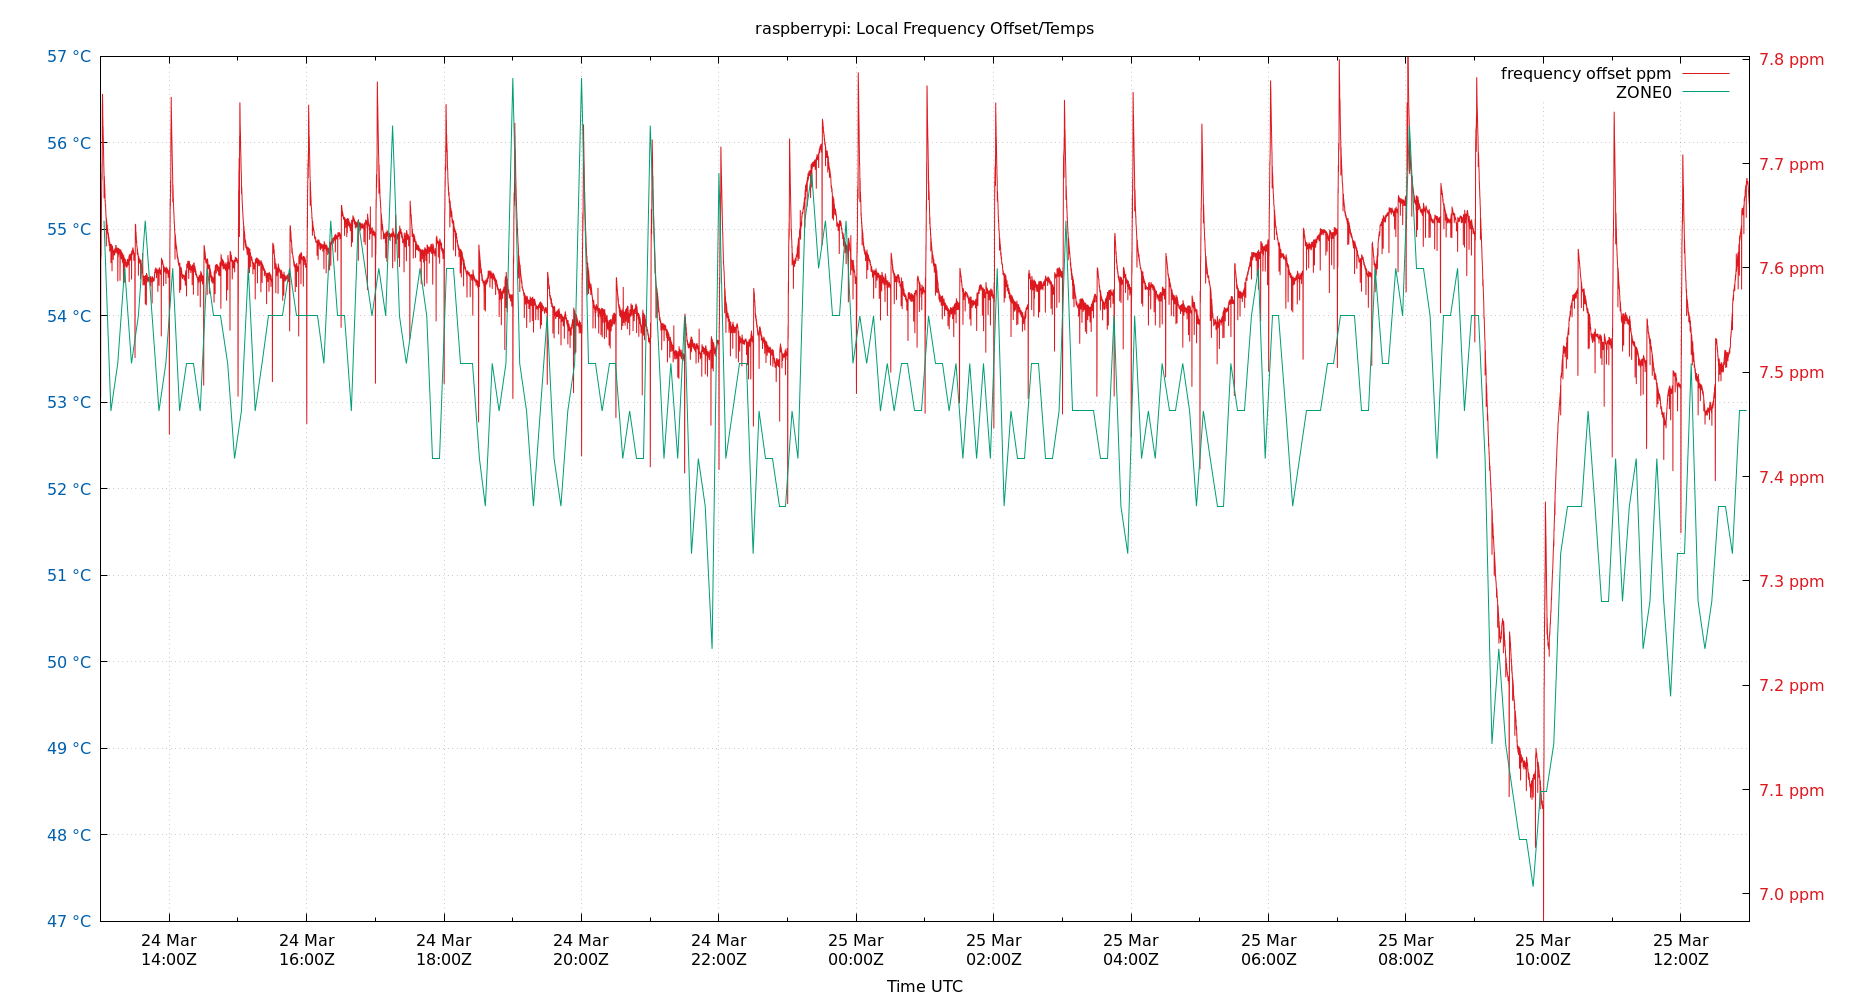 raspberrypi: Local Frequency Offset/Temps
57 °C
56 °C
55 °C
54 °C
53 °C
52 °C
51 °C
50 °C
49 °C
48 °C
47 °C
frequency offset ppm
ZONE0
7.8 ppm
7.7 ppm
7.6 ppm
7.5 ppm
7.4 ppm
7.3 ppm
7.2 ppm
7.1 ppm
7.0 ppm
24 Mar 24 Mar 24 Mar 24 Mar 24 Mar 25 Mar 25 Mar 25 Mar 25 Mar 25 Mar 25 Mar 25 Mar
14:00Z 16:00Z 18:00Z 20:00Z 22:00Z 00:00Z 02:00Z 04:00Z 06:00Z 08:00Z 10:00Z 12:00Z
Time UTC